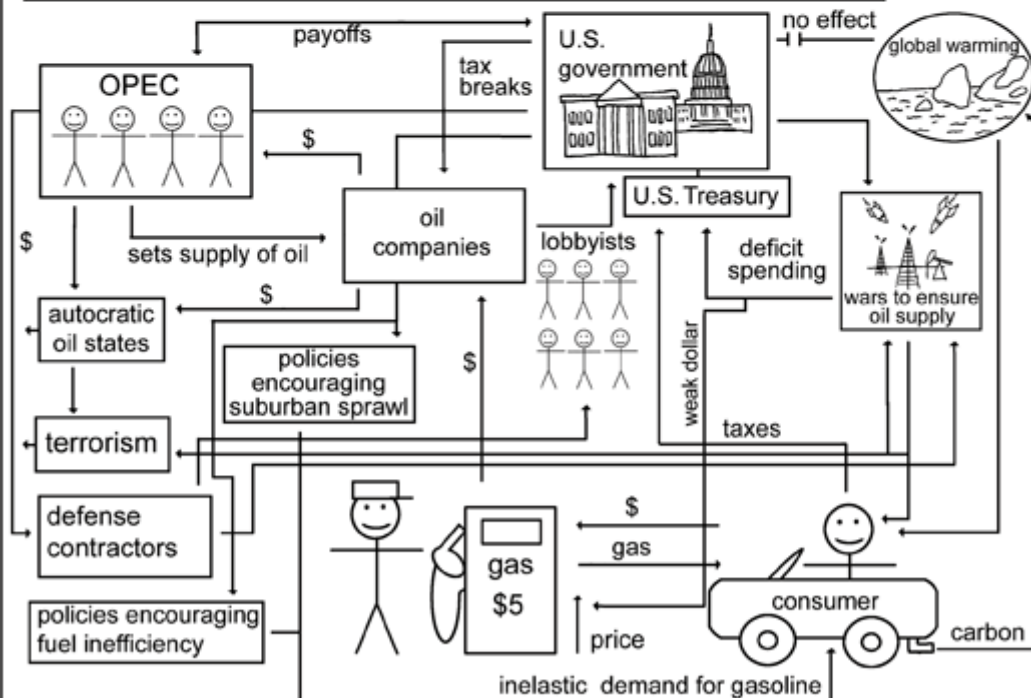 no effect
payoffs
U.S.
government
global warming
tax
breaks
OPEC
$
U.S. Treasury
oil
companies
lobbyists
deficit
spending
sets supply of oil
$
$
wars to ensure
oil supply
autocratic
oil states
policies
encouraging
suburban sprawl
$
weak dollar
taxes
terrorism
defense
contractors
$
gas
gas
$5
consumer
policies encouraging
fuel inefficiency
price
carbon
inelastic demand for gasoline